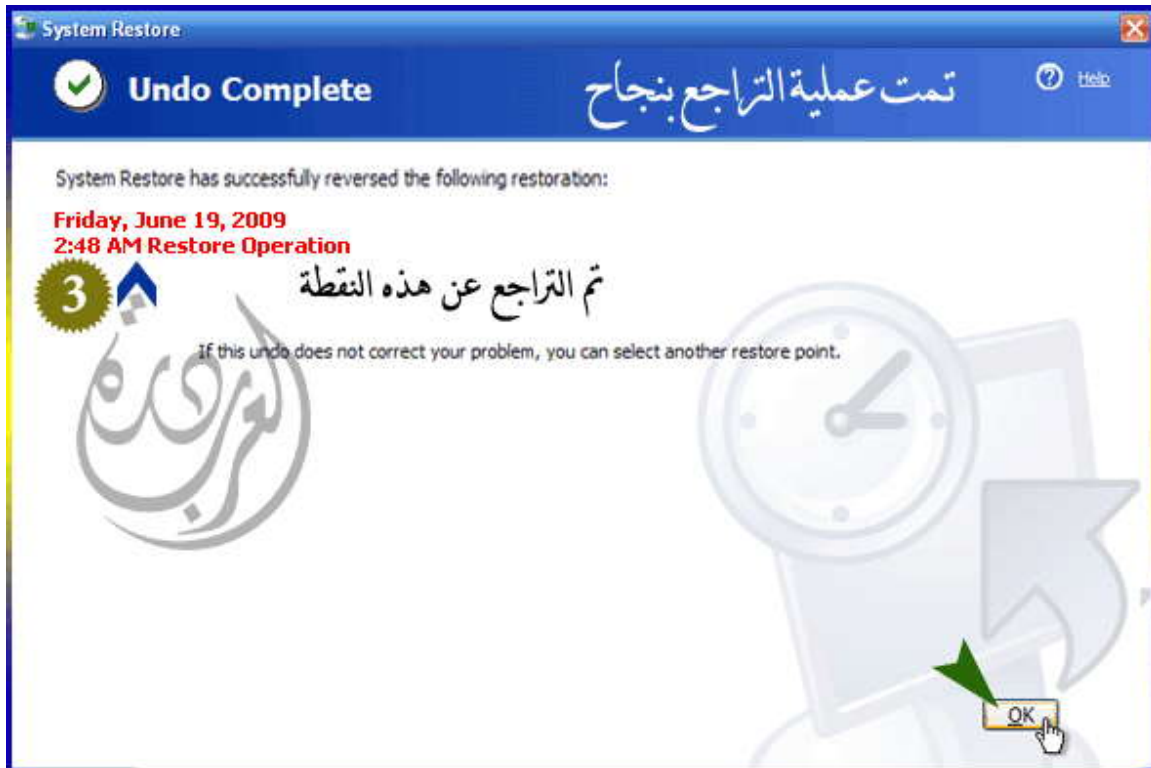 System Restore
Undo Complete
تمت عملية التراجع بنجاح
Help
System Restore has successfully reversed the following restoration:
Friday, June 19, 2009
2:48 AM Restore Operation
3
تم التراجع عن هذه النقطة
If this undo does not correct your problem, you can select another restore point.
OK